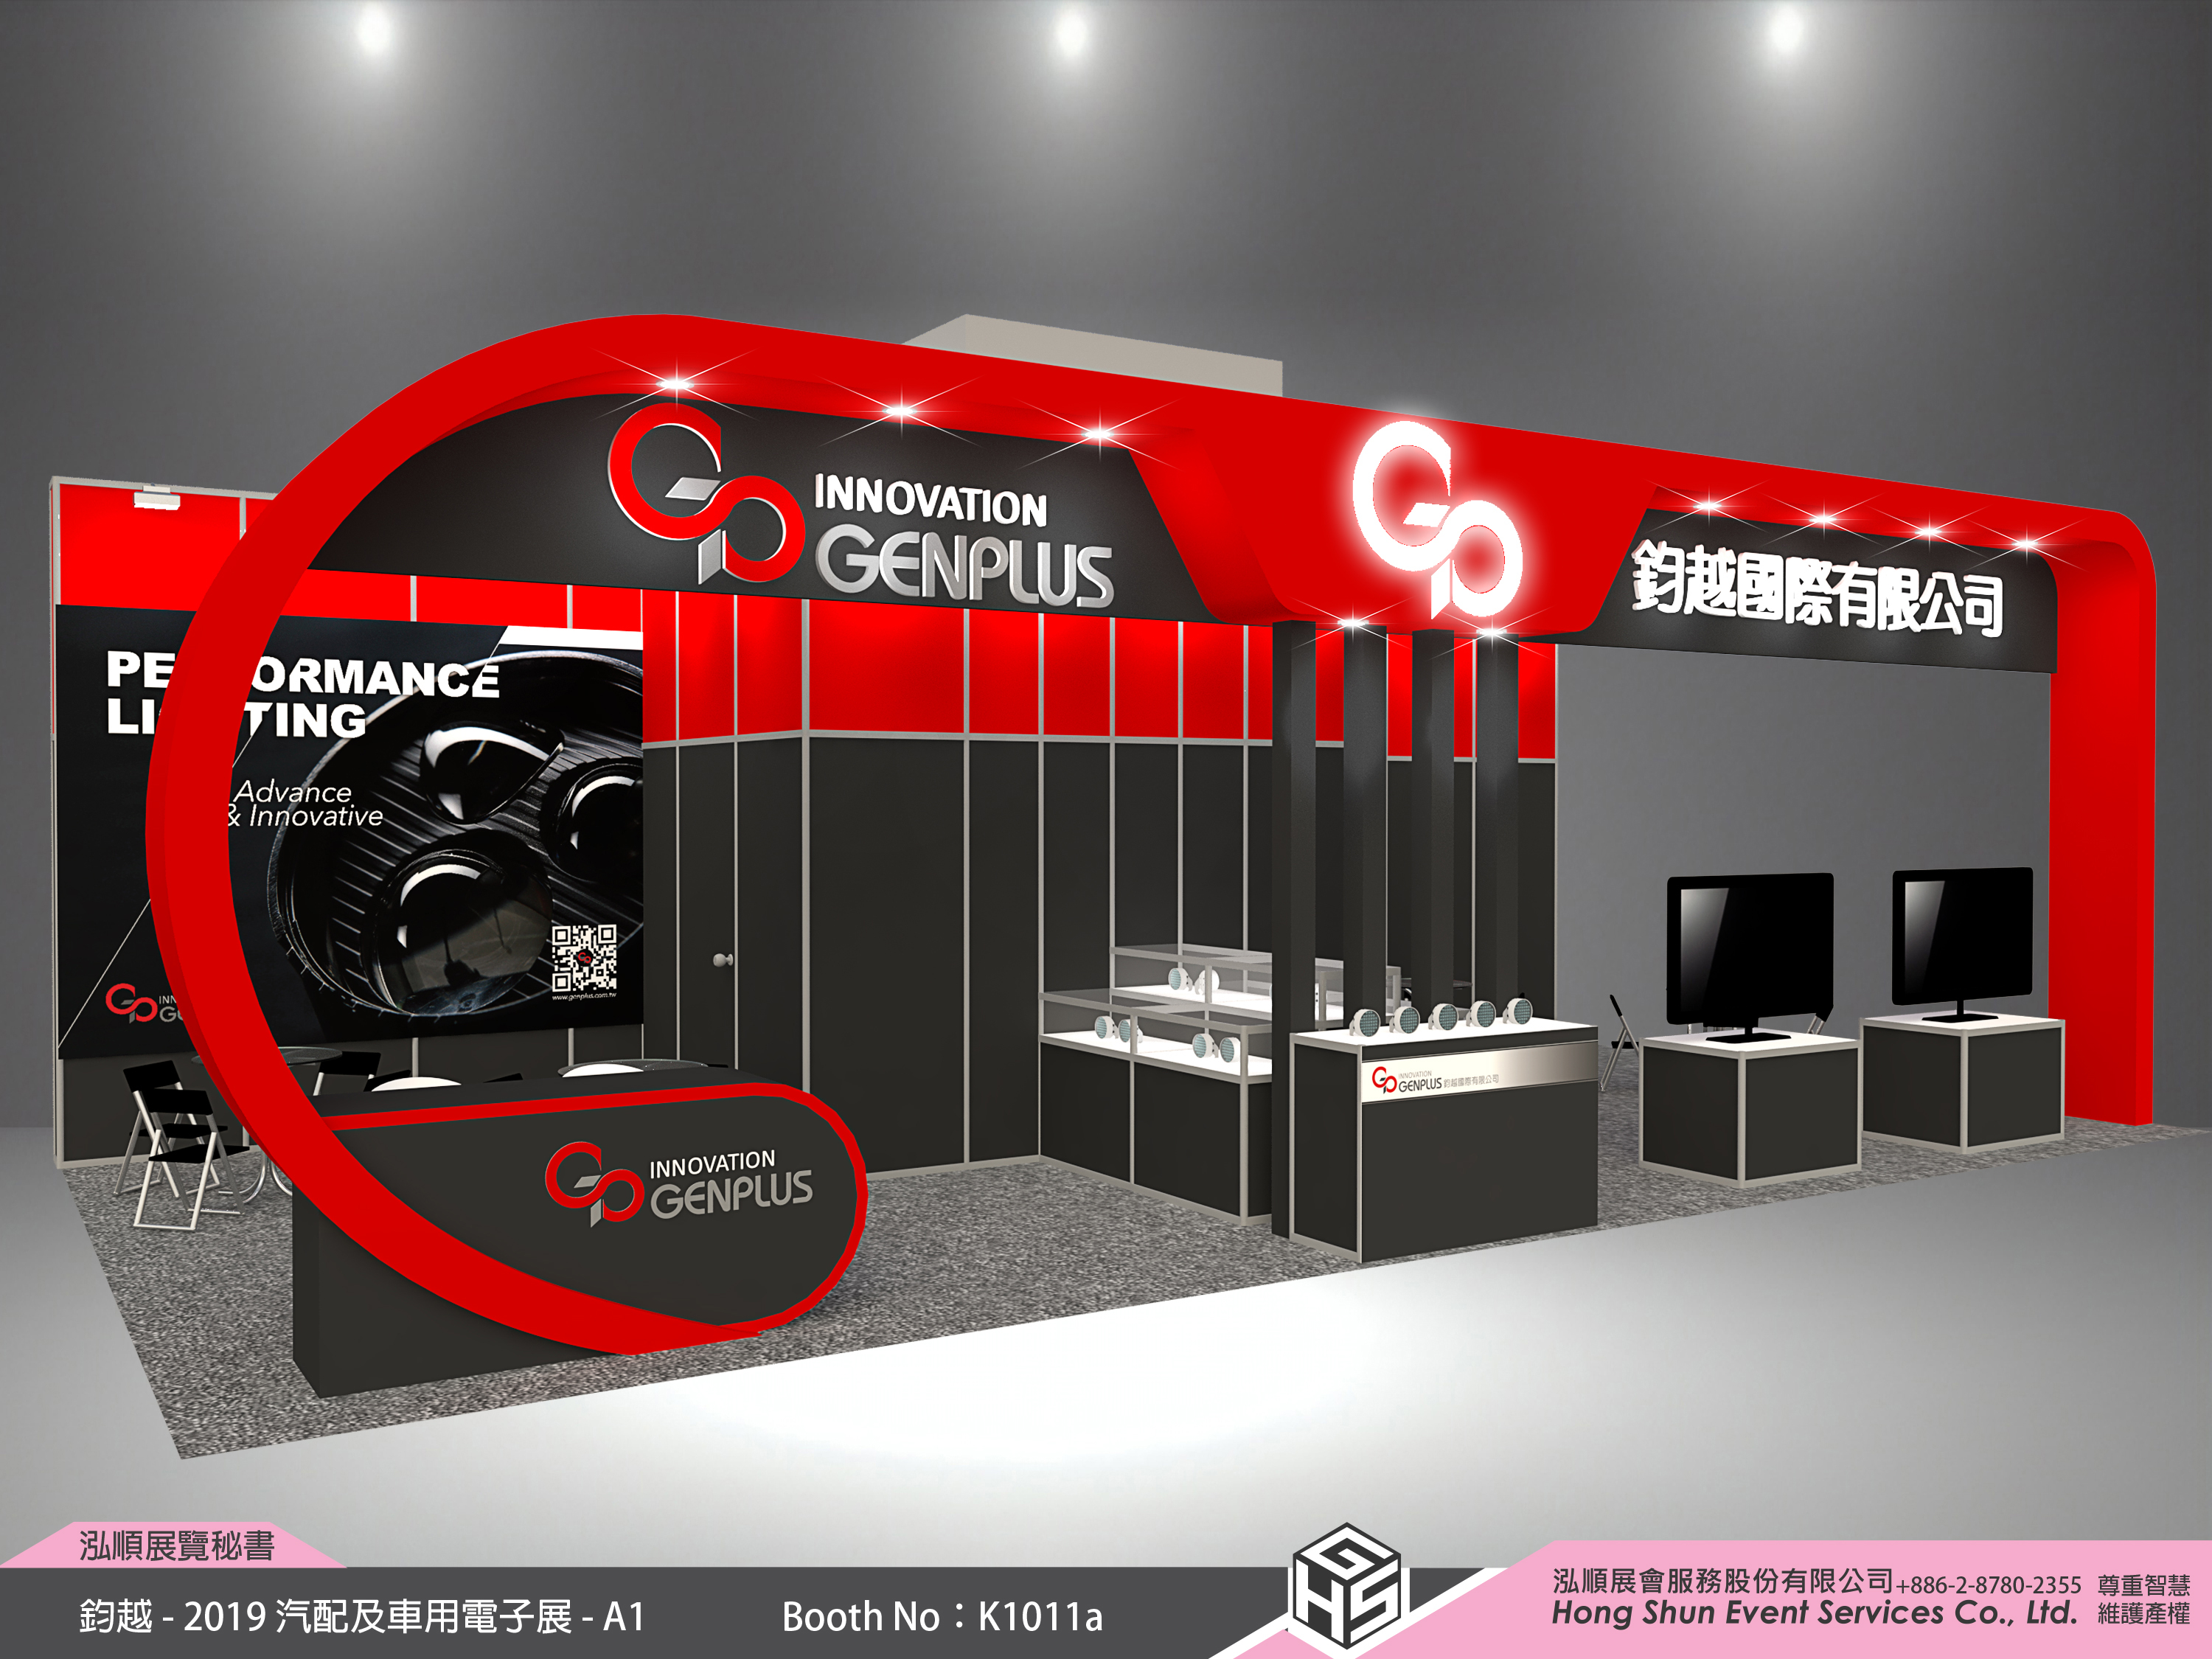 INNOVATION
GENPLUS
鈞越國際有限公司
PE ORMANCE
LI TING
Advance
& Innovative
www.genplus.com.tw
INNOVATION
GENPLUS
鈞越國際有限公司
INNOVATION
GENPLUS
泓順展覽秘書
鈞越 - 2019 汽配及車用電子展 - A1
Booth No：K1011a
GHS
泓順展會服務股份有限公司+886-2-8780-2355
Hong Shun Event Services Co., Ltd.
尊重智慧
維護產權